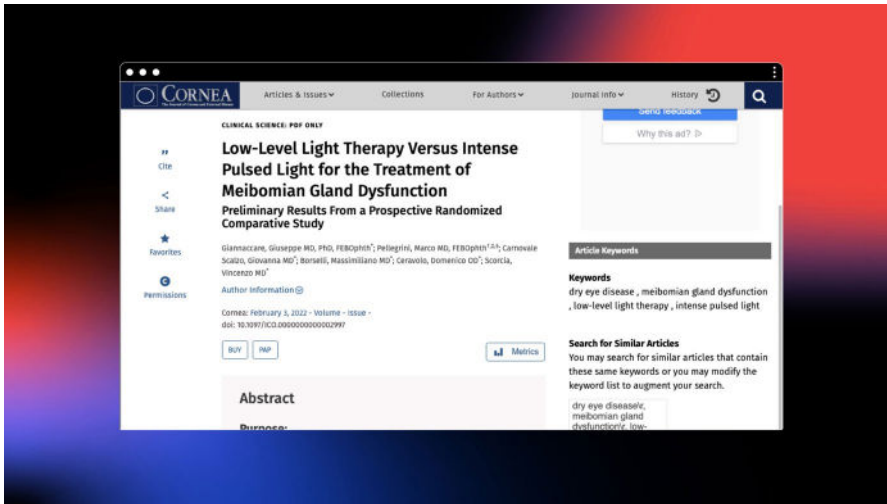 CORNEA
Articles & Issues
Collections
For Authors
Journal Info
History
Send feedback
Why this ad?
Cite
Share
Favorites
Permissions
CLINICAL SCIENCE: PDF ONLY
Low-Level Light Therapy Versus Intense
Pulsed Light for the Treatment of
Meibomian Gland Dysfunction
Preliminary Results From a Prospective Randomized
Comparative Study
Giannaccare, Giuseppe MD, PhD, FEBOphth*; Pellegrini, Marco MD, FEBOphth†,‡,§; Carnovale
Scalzo, Giovanna MD*; Borselli, Massimiliano MD*; Ceravolo, Domenico OD*; Scorcia,
Vincenzo MD*
Author Information
Cornea: February 3, 2022 - Volume - Issue -
doi: 10.1097/ICO.0000000000002997
BUY
PAP
Metrics
Abstract
Purpose:
Article Keywords
Keywords
dry eye disease , meibomian gland dysfunction
, low-level light therapy , intense pulsed light
Search for Similar Articles
You may search for similar articles that contain
these same keywords or you may modify the
keyword list to augment your search.
dry eye disease\r,
meibomian gland
dysfunction\r, low-